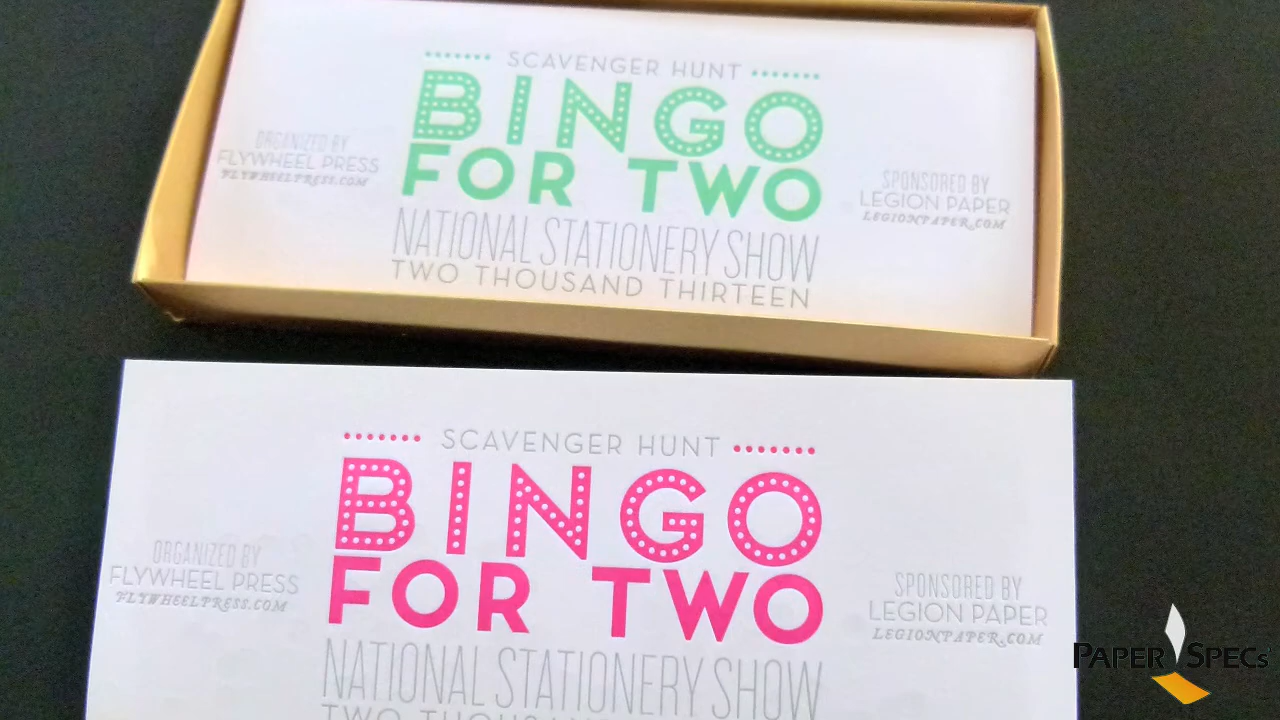 SCAVENGER HUNT
BINGO
FOR TWO
NATIONAL STATIONERY SHOW
TWO THOUSAND THIRTEEN
ORGANIZED BY
FLYWHEEL PRESS
FLYWHEELPRESS.COM
SPONSORED BY
LEGION PAPER
LEGIONPAPER.COM
SCAVENGER HUNT
BINGO
FOR TWO
NATIONAL STATIONERY SHOW
TWO THOUSAND
ORGANIZED BY
FLYWHEEL PRESS
FLYWHEELPRESS.COM
SPONSORED BY
LEGION PAPER
LEGIONPAPER.COM
PAPER SPECS